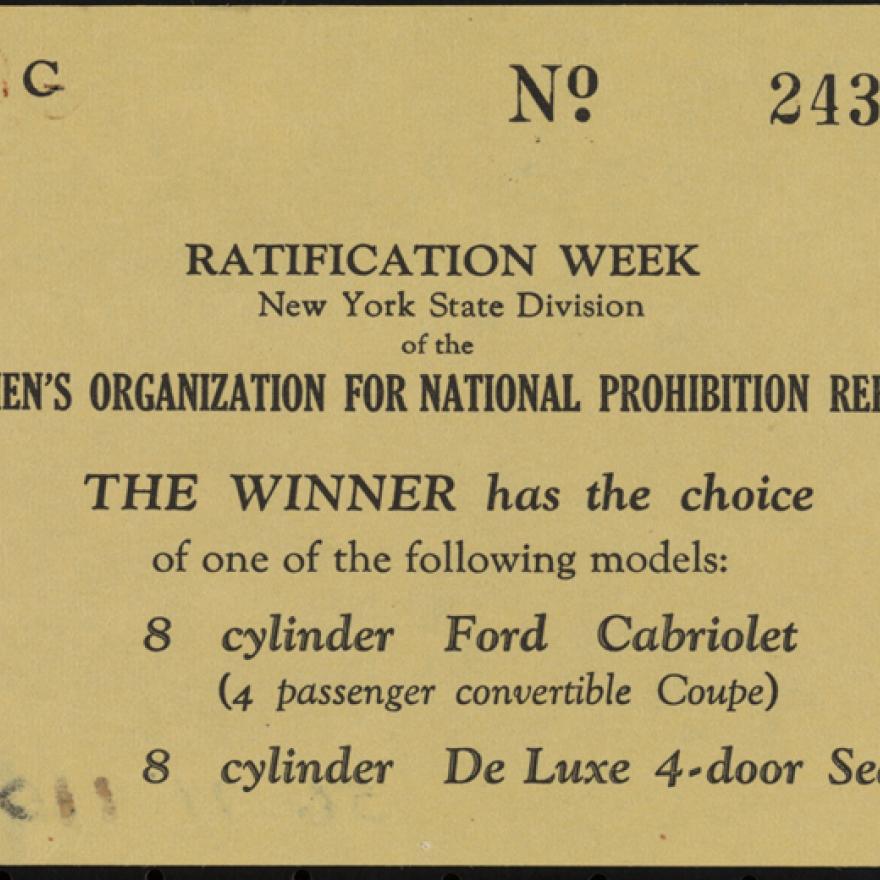 C Nº 243
RATIFICATION WEEK
New York State Division
of the
EN'S ORGANIZATION FOR NATIONAL PROHIBITION RE
THE WINNER has the choice
of one of the following models:
8 cylinder Ford Cabriolet
(4 passenger convertible Coupe)
8 cylinder De Luxe 4-door Se